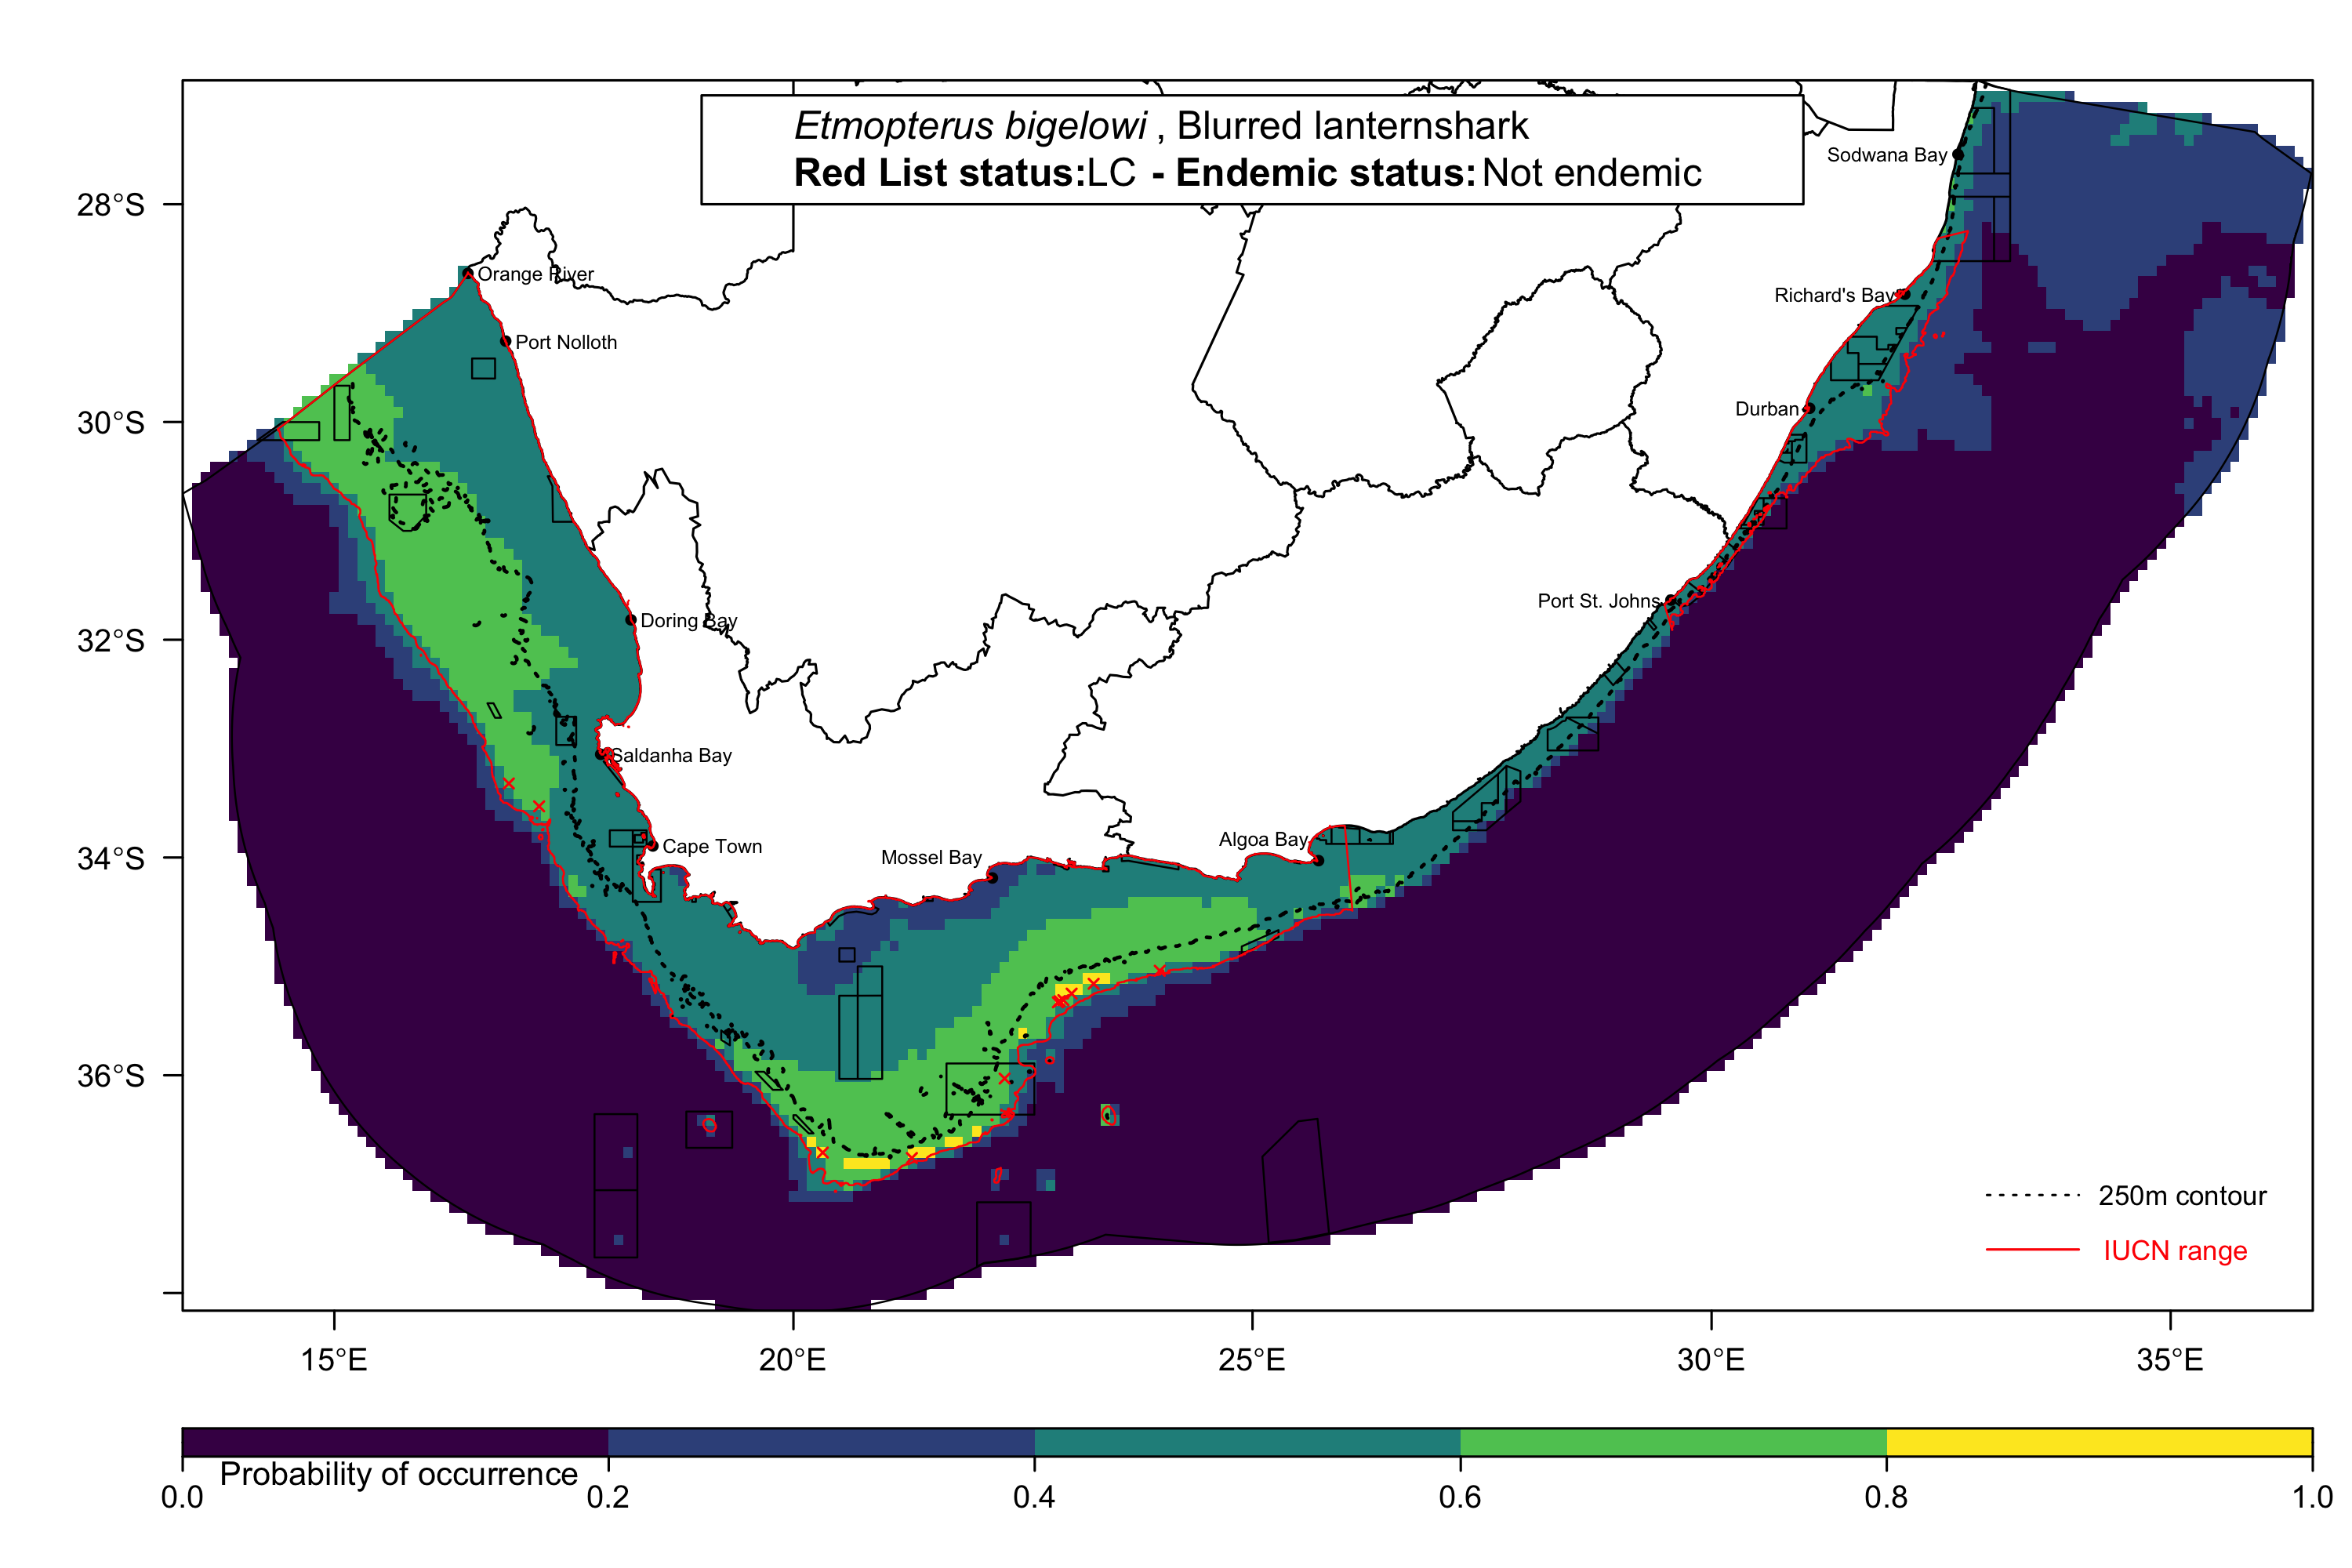 Etmopterus bigelowi , Blurred lanternshark
Red List status:LC - Endemic status:Not endemic
Sodwana Bay
28°S
Orange River
Richard's Bay
Port Nolloth
Durban
30°S
Port St. Johns
Doring Bay
32°S
Saldanha Bay
Algoa Bay
Cape Town
Mossel Bay
34°S
36°S
250m contour
IUCN range
15°E 20°E 25°E 30°E 35°E
Probability of occurrence
0.0 0.2 0.4 0.6 0.8 1.0